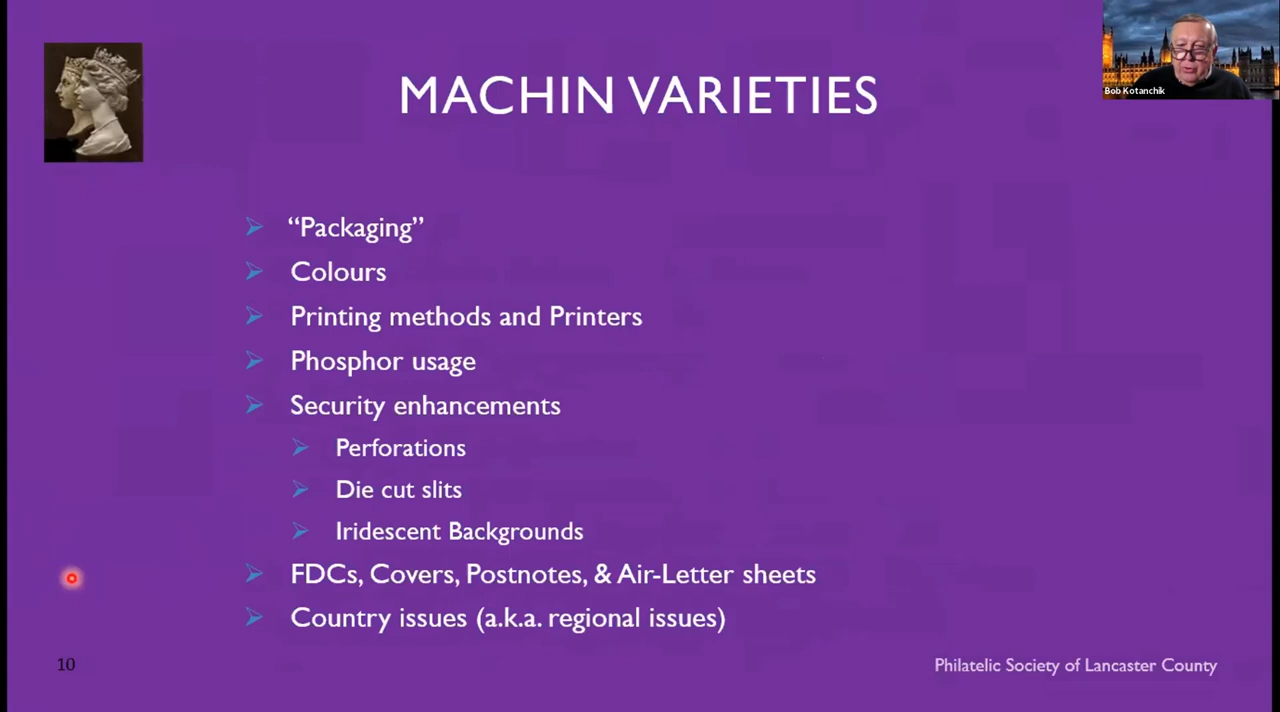 MACHIN VARIETIES
Bob Kotanchik
“Packaging”
Colours
Printing methods and Printers
Phosphor usage
Security enhancements
Perforations
Die cut slits
Iridescent Backgrounds
FDCs, Covers, Postnotes, & Air-Letter sheets
Country issues (a.k.a. regional issues)
10
Philatelic Society of Lancaster County